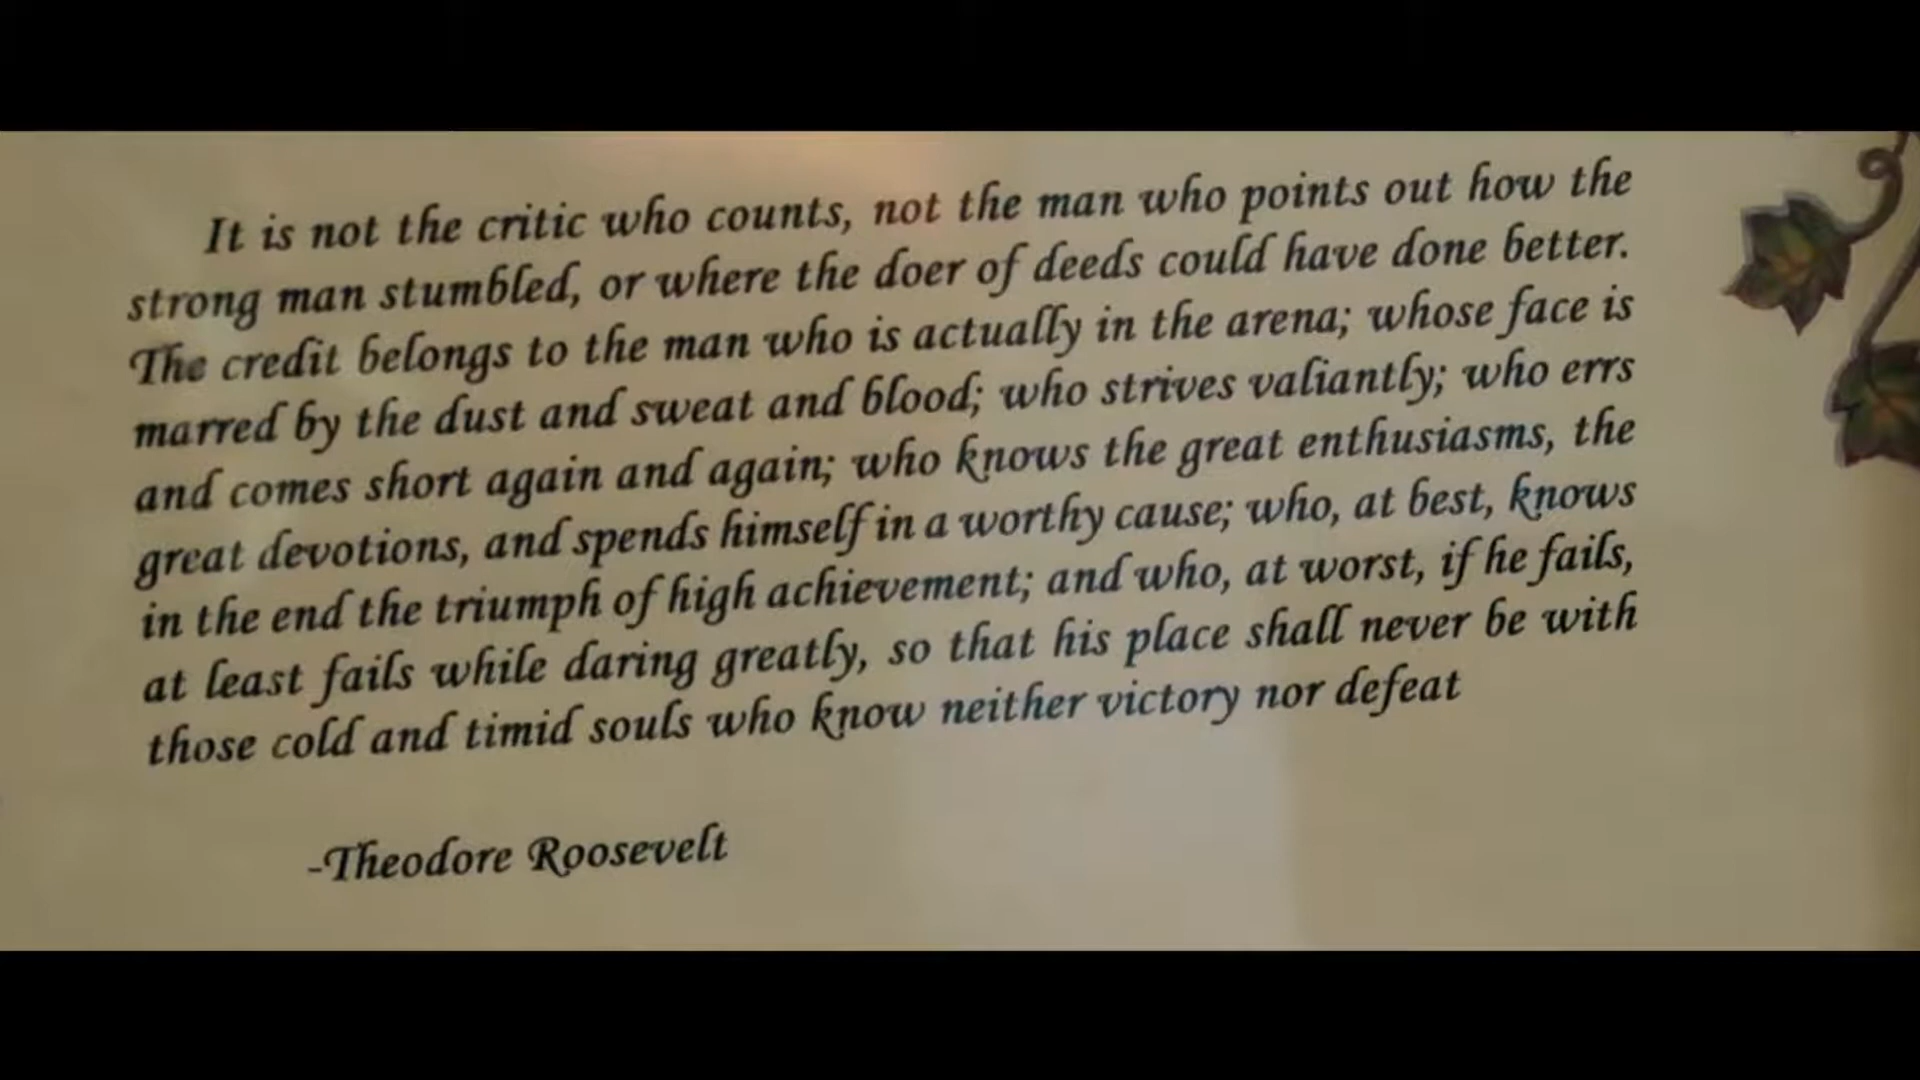 It is not the critic who counts, not the man who points out how the
strong man stumbled, or where the doer of deeds could have done better.
The credit belongs to the man who is actually in the arena; whose face is
marred by the dust and sweat and blood; who strives valiantly; who errs
and comes short again and again; who knows the great enthusiasms, the
great devotions, and spends himself in a worthy cause; who, at best, knows
in the end the triumph of high achievement; and who, at worst, if he fails,
at least fails while daring greatly, so that his place shall never be with
those cold and timid souls who know neither victory nor defeat
-Theodore Roosevelt